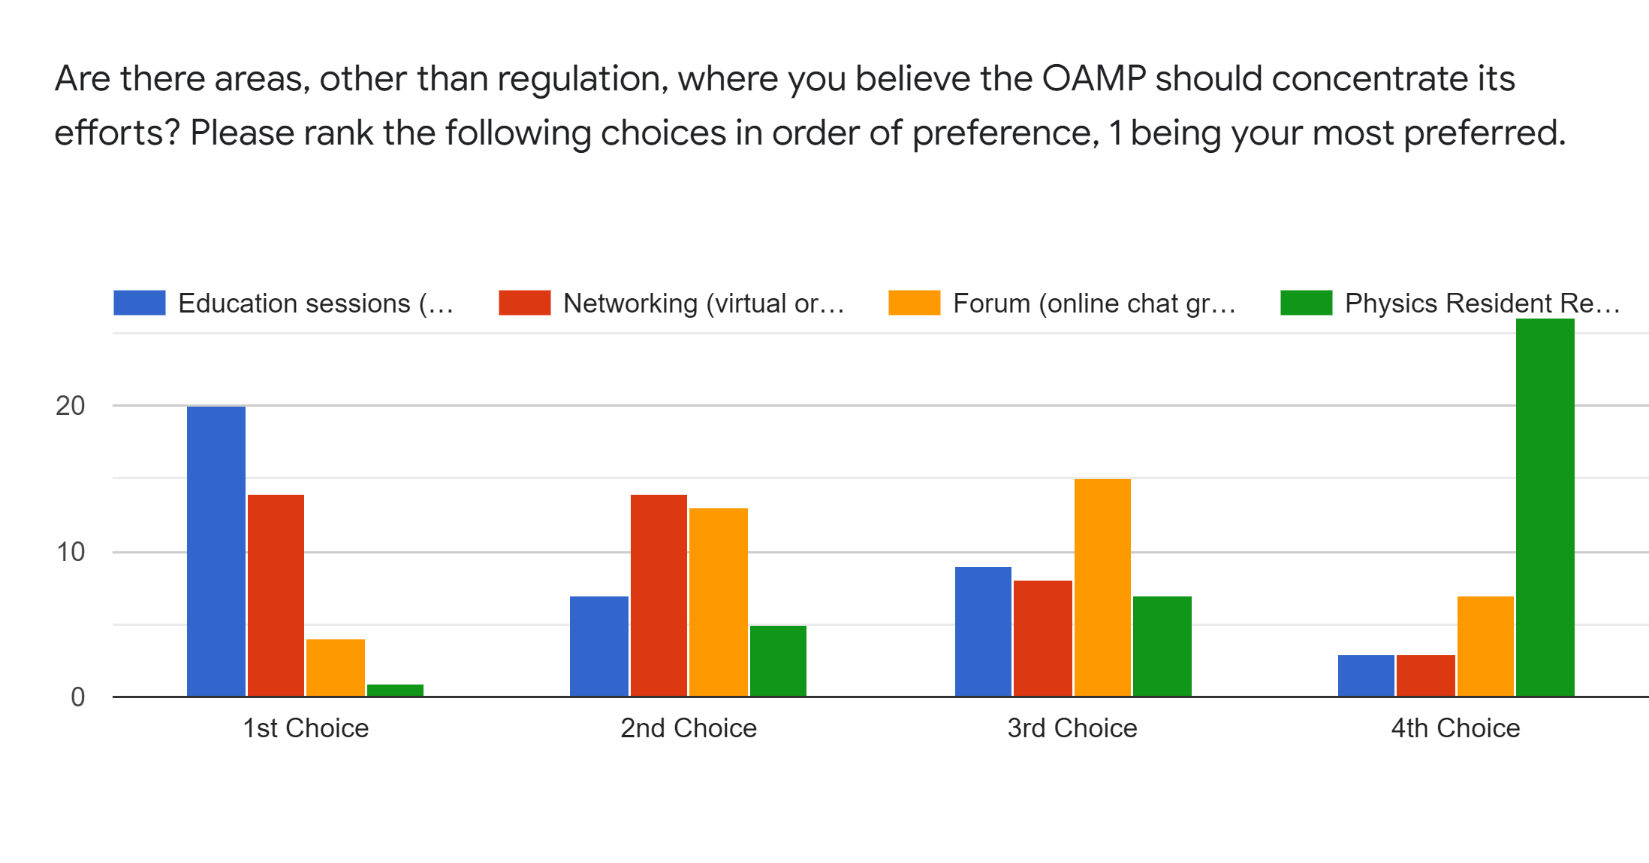 Are there areas, other than regulation, where you believe the OAMP should concentrate its
efforts? Please rank the following choices in order of preference, 1 being your most preferred.
Education sessions (…
Networking (virtual or…
Forum (online chat gr…
Physics Resident Re…
20
10
0
1st Choice
2nd Choice
3rd Choice
4th Choice